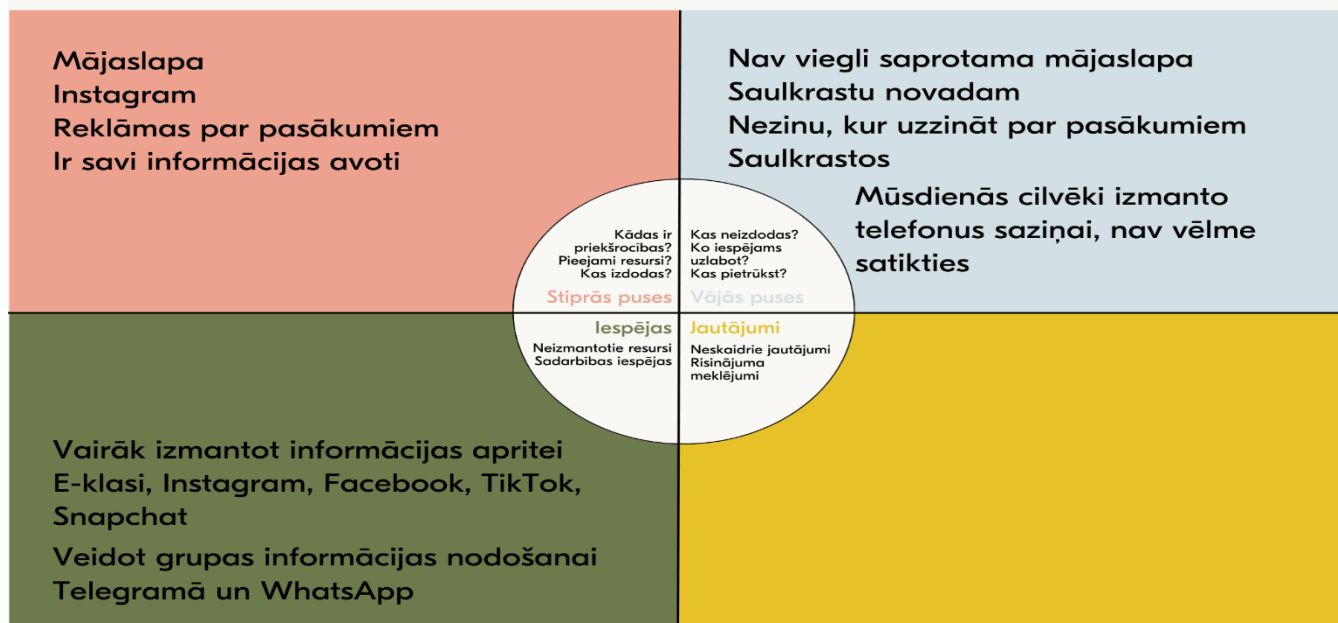 Mājaslapa
Instagram
Reklāmas par pasākumiem
Ir savi informācijas avoti
Nav viegli saprotama mājaslapa
Saulkrastu novadam
Nezinu, kur uzzināt par pasākumiem
Saulkrastos
Mūsdienās cilvēki izmanto
telefonus saziņai, nav vēlme
satikties
Kādas ir
priekšrocības?
Pieejami resursi?
Kas izdodas?
Stiprās puses
Kas neizdodas?
Ko iespējams
uzlabot?
Kas pietrūkst?
Vājās puses
Iespējas
Neizmantotie resursi
Sadarbības iespējas
Jautājumi
Neskaidrie jautājumi
Risinājuma
meklējumi
Vairāk izmantot informācijas apritei
E-klasi, Instagram, Facebook, TikTok,
Snapchat
Veidot grupas informācijas nodošanai
Telegramā un WhatsApp